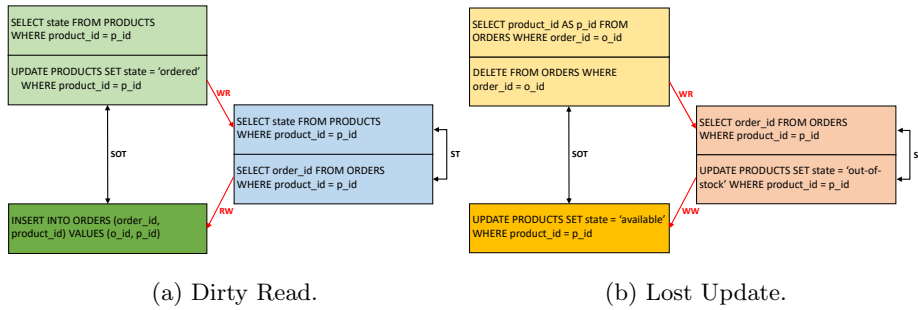 SELECT state FROM PRODUCTS
WHERE product_id = p_id
UPDATE PRODUCTS SET state = ‘ordered’
WHERE product_id = p_id
WR
SELECT state FROM PRODUCTS
WHERE product_id = p_id
SELECT order_id FROM ORDERS
WHERE product_id = p_id
ST
SOT
RW
INSERT INTO ORDERS (order_id,
product_id) VALUES (o_id, p_id)
(a) Dirty Read.
SELECT product_id AS p_id FROM
ORDERS WHERE order_id = o_id
DELETE FROM ORDERS WHERE
order_id = o_id
WR
SELECT order_id FROM ORDERS
WHERE product_id = p_id
UPDATE PRODUCTS SET state = ‘out-of-
stock’ WHERE product_id = p_id
S
SOT
WW
UPDATE PRODUCTS SET state = ‘available’
WHERE product_id = p_id
(b) Lost Update.